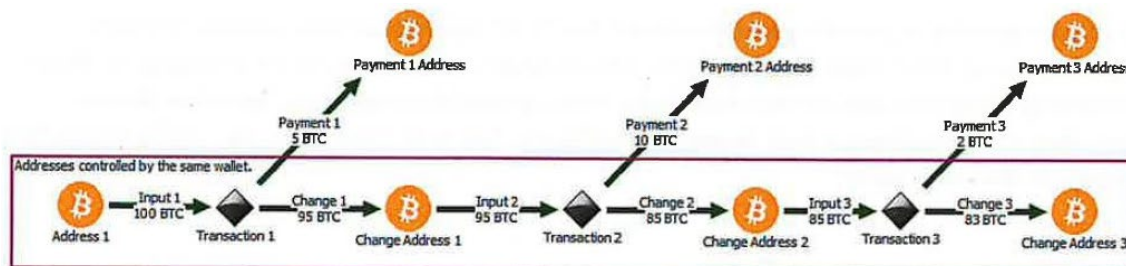 Payment 1 Address
Payment 2 Address
Payment 3 Address
Payment 1
5 BTC
Payment 2
10 BTC
Payment 3
2 BTC
Addresses controlled by the same wallet.
Input 1
100 BTC
Change 1
95 BTC
Input 2
95 BTC
Change 2
85 BTC
Input 3
85 BTC
Change 3
83 BTC
Address 1
Transaction 1
Change Address 1
Transaction 2
Change Address 2
Transaction 3
Change Address 3